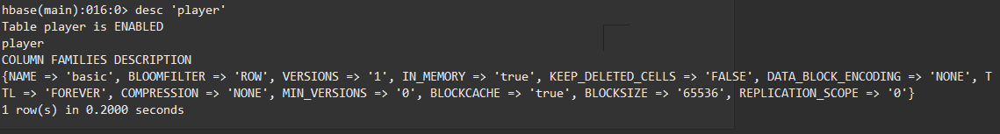 hbase(main):016:0> desc 'player'
Table player is ENABLED
player
COLUMN FAMILIES DESCRIPTION
{NAME => 'basic', BLOOMFILTER => 'ROW', VERSIONS => '1', IN_MEMORY => 'true', KEEP_DELETED_CELLS => 'FALSE', DATA_BLOCK_ENCODING => 'NONE', T
TL => 'FOREVER', COMPRESSION => 'NONE', MIN_VERSIONS => '0', BLOCKCACHE => 'true', BLOCKSIZE => '65536', REPLICATION_SCOPE => '0'}
1 row(s) in 0.2000 seconds